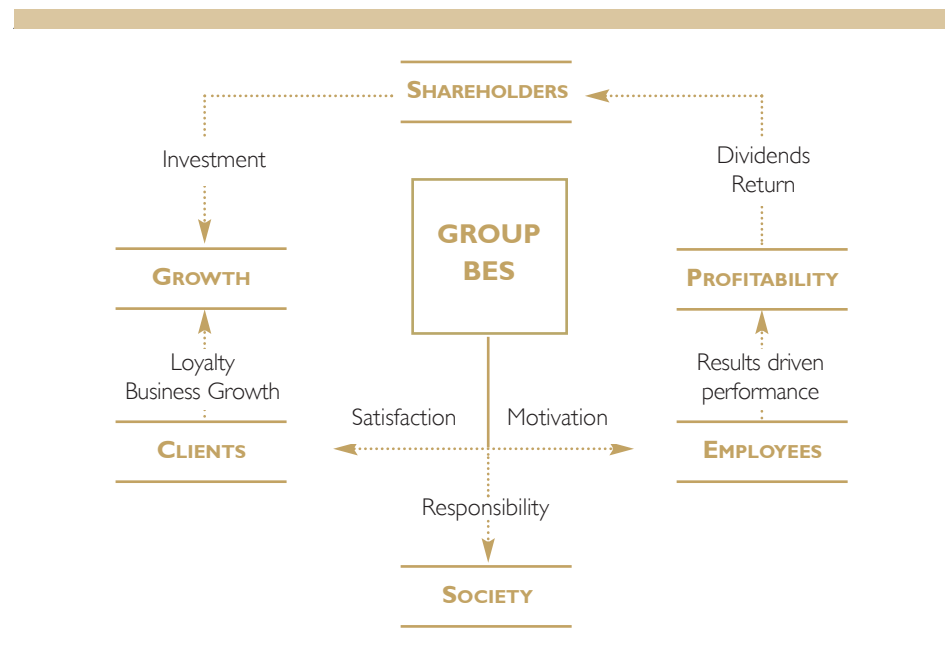 SHAREHOLDERS
Investment
Dividends
Return
GROUP
BES
GROWTH
PROFITABILITY
Loyalty
Business Growth
Results driven
performance
Satisfaction
Motivation
CLIENTS
EMPLOYEES
Responsibility
SOCIETY